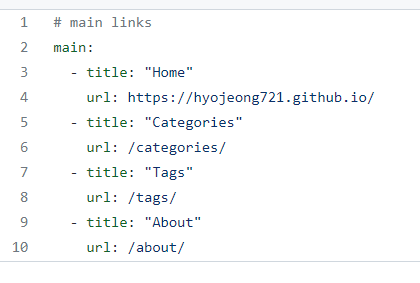 1 # main links
2 main:
3   - title: "Home"
4     url: https://hyojeong721.github.io/
5   - title: "Categories"
6     url: /categories/
7   - title: "Tags"
8     url: /tags/
9   - title: "About"
10     url: /about/